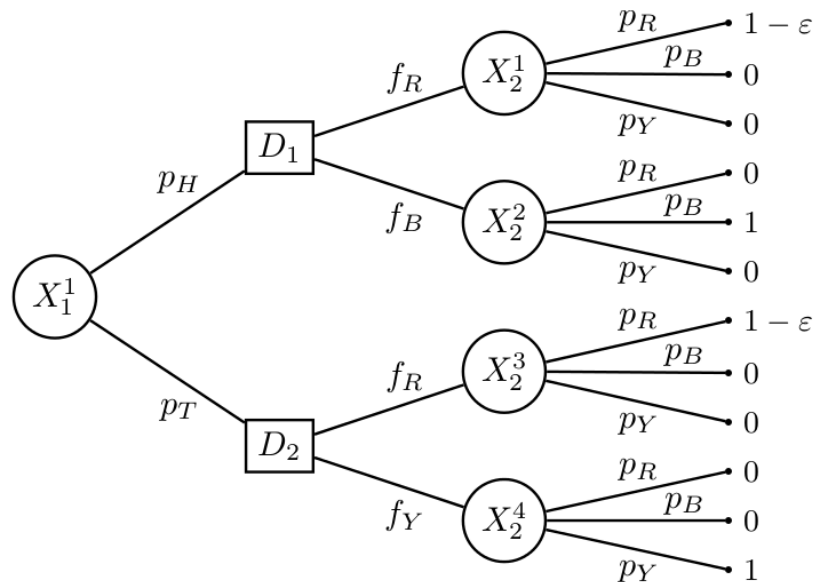 p_R 1 − ε
X_2^1 p_B 0
f_R
p_Y 0
D_1
p_H p_R 0
f_B X_2^2 p_B 1
p_Y 0
X_1^1
p_R 1 − ε
f_R X_2^3 p_B 0
p_T
p_Y 0
D_2
p_R 0
f_Y X_2^4 p_B 0
p_Y 1